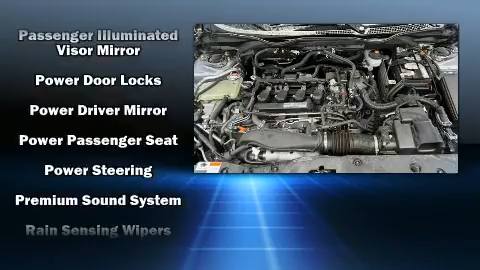 Passenger Illuminated
Visor Mirror
Power Door Locks
Power Driver Mirror
Power Passenger Seat
Power Steering
Premium Sound System
Rain Sensing Wipers